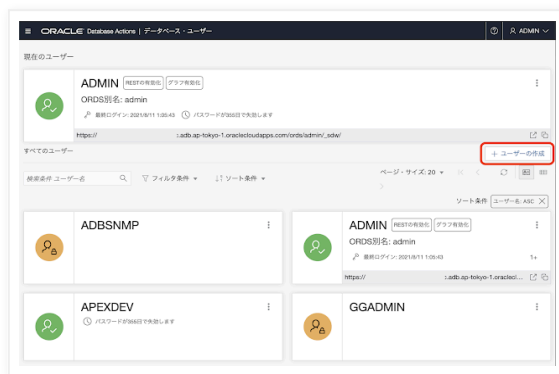 ORACLE Database Actions | データベース・ユーザー
ADMIN
現在のユーザー
ADMIN RESTの有効化 グラフ有効化
ORDS別名: admin
最終ログイン: 2021/8/11 1:05:43 パスワードが355日で失効します
https:// :.adb.ap-tokyo-1.oraclecloudapps.com/ords/admin/_sdw/
すべてのユーザー
+ ユーザーの作成
検索条件 ユーザー名 フィルタ条件 ソート条件 ページ・サイズ: 20
ソート条件 ユーザー名: ASC ×
ADBSNMP
ADMIN RESTの有効化 グラフ有効化
ORDS別名: admin
最終ログイン: 2021/8/11 1:05:43 1+
https:// :.adb.ap-tokyo-1.oraclecl...
APEXDEV
パスワードが355日で失効します
GGADMIN